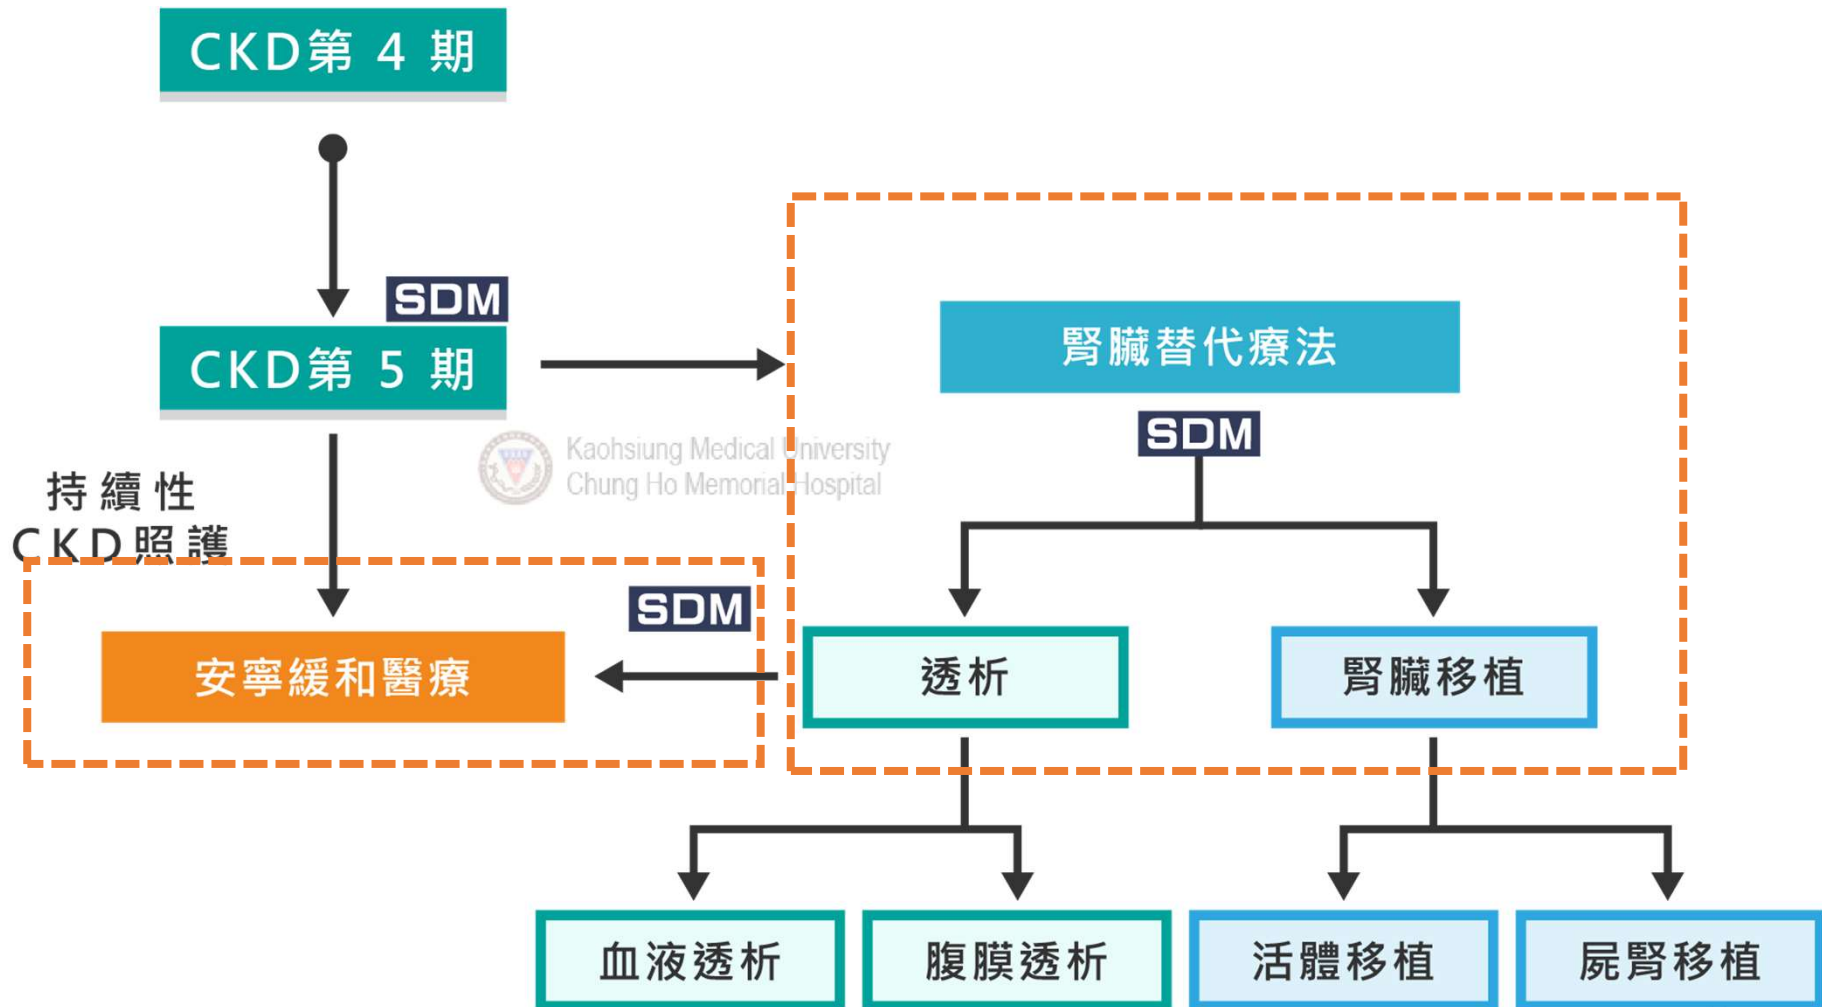 CKD第 4 期
SDM
CKD第 5 期
腎臟替代療法
SDM
Kaohsiung Medical University
Chung Ho Memorial Hospital
持續性
CKD照護
SDM
安寧緩和醫療
透析
腎臟移植
血液透析
腹膜透析
活體移植
屍腎移植